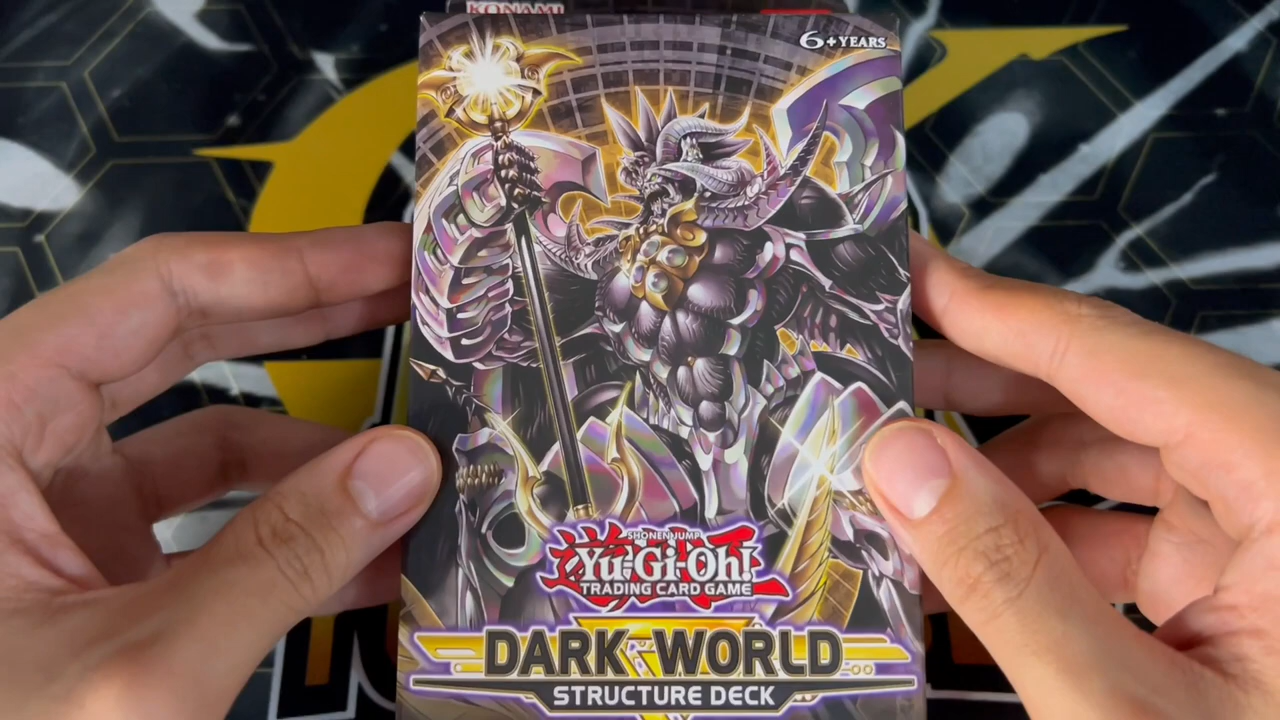 KONAMI
6+YEARS
SHONEN JUMP
Yu-Gi-Oh!
TRADING CARD GAME
DARK WORLD
STRUCTURE DECK